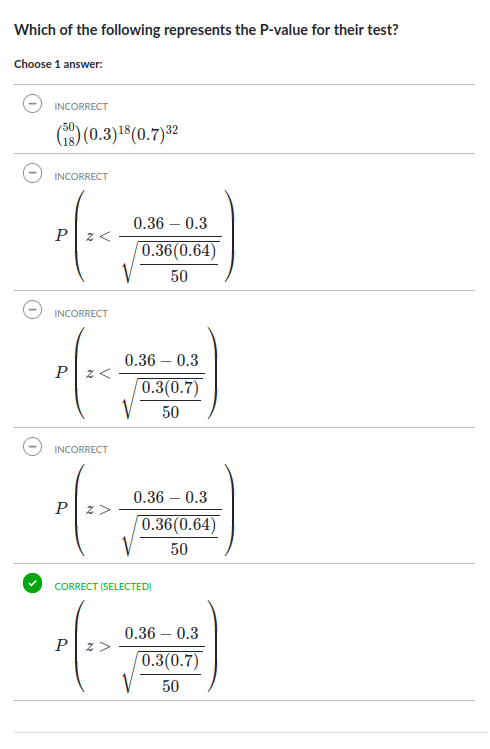 Which of the following represents the P-value for their test?
Choose 1 answer:
INCORRECT
$\binom{50}{18}(0.3)^{18}(0.7)^{32}$
INCORRECT
$P\left(z<\frac{0.36-0.3}{\sqrt{\frac{0.36(0.64)}{50}}}\right)$
INCORRECT
$P\left(z<\frac{0.36-0.3}{\sqrt{\frac{0.3(0.7)}{50}}}\right)$
INCORRECT
$P\left(z>\frac{0.36-0.3}{\sqrt{\frac{0.36(0.64)}{50}}}\right)$
CORRECT (SELECTED)
$P\left(z>\frac{0.36-0.3}{\sqrt{\frac{0.3(0.7)}{50}}}\right)$